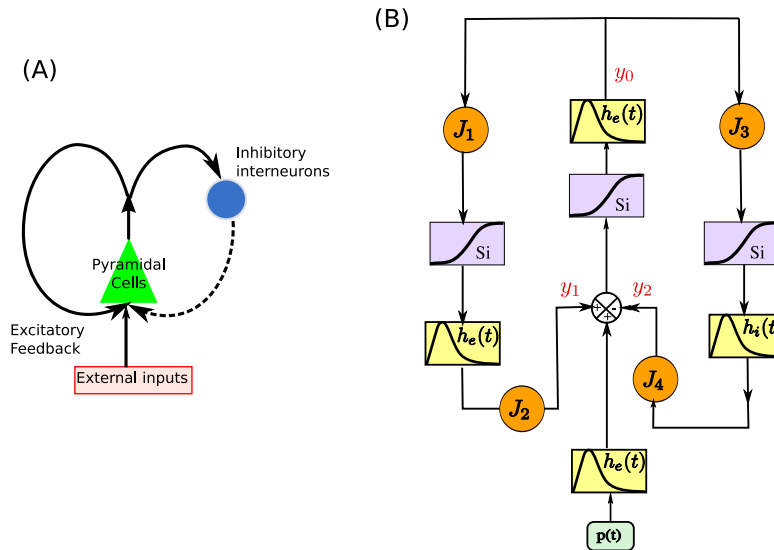 (A)
Inhibitory
interneurons
Pyramidal
Cells
Excitatory
Feedback
External inputs
(B)
y0
J1
he(t)
J3
Si
Si
Si
y1
y2
+
-
+
he(t)
hi(t)
J2
J4
he(t)
p(t)